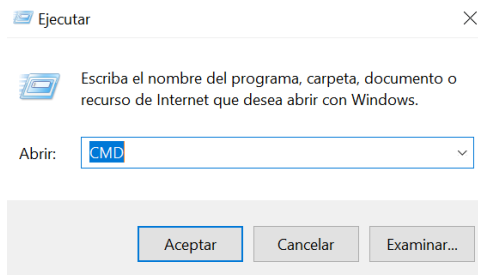 Ejecutar
Escriba el nombre del programa, carpeta, documento o
recurso de Internet que desea abrir con Windows.
Abrir: CMD
Aceptar Cancelar Examinar...